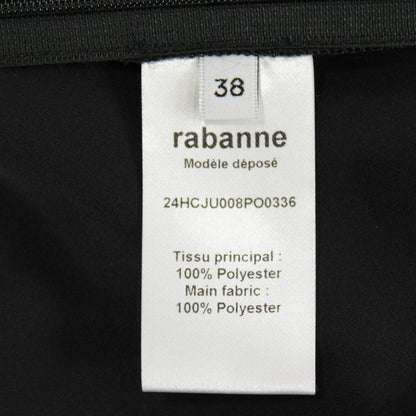 38
rabanne
Modèle déposé
24HCJU008PO0336
Tissu principal :
100% Polyester
Main fabric :
100% Polyester